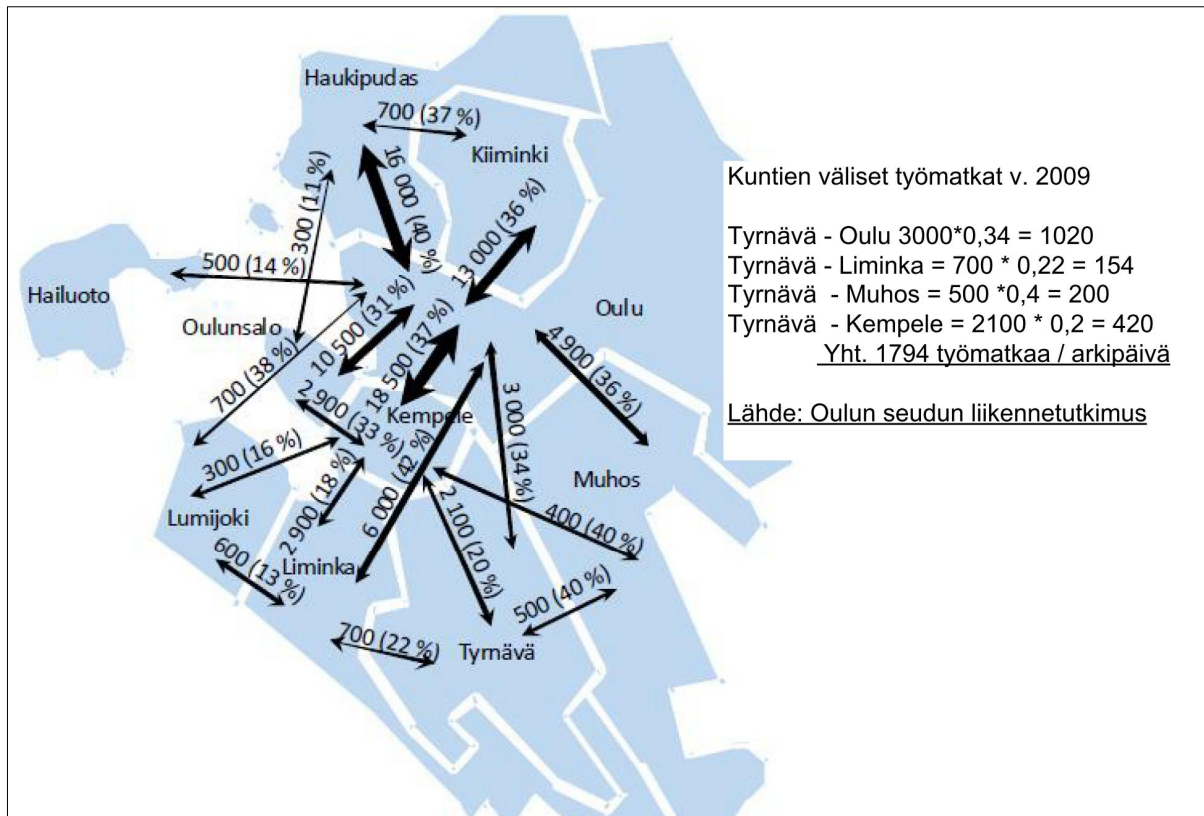 Haukipudas
700 (37 %)
Kiiminki
16 000 (40 %)
300 (11 %)
13 000 (36 %)
500 (14 %)
Hailuoto
Oulunsalo
Oulu
10 500 (31 %)
18 500 (37 %)
700 (38 %)
4 900 (36 %)
2 900 (33 %)
Kempele
3 000 (34 %)
300 (16 %)
Muhos
2 900 (18 %)
6 000 (42 %)
2 100 (20 %)
400 (40 %)
Lumijoki
600 (13 %)
Liminka
500 (40 %)
700 (22 %)
Tyrnävä
Kuntien väliset työmatkat v. 2009
Tyrnävä - Oulu 3000*0,34 = 1020
Tyrnävä - Liminka = 700 * 0,22 = 154
Tyrnävä - Muhos = 500 *0,4 = 200
Tyrnävä - Kempele = 2100 * 0,2 = 420
Yht. 1794 työmatkaa / arkipäivä
Lähde: Oulun seudun liikennetutkimus